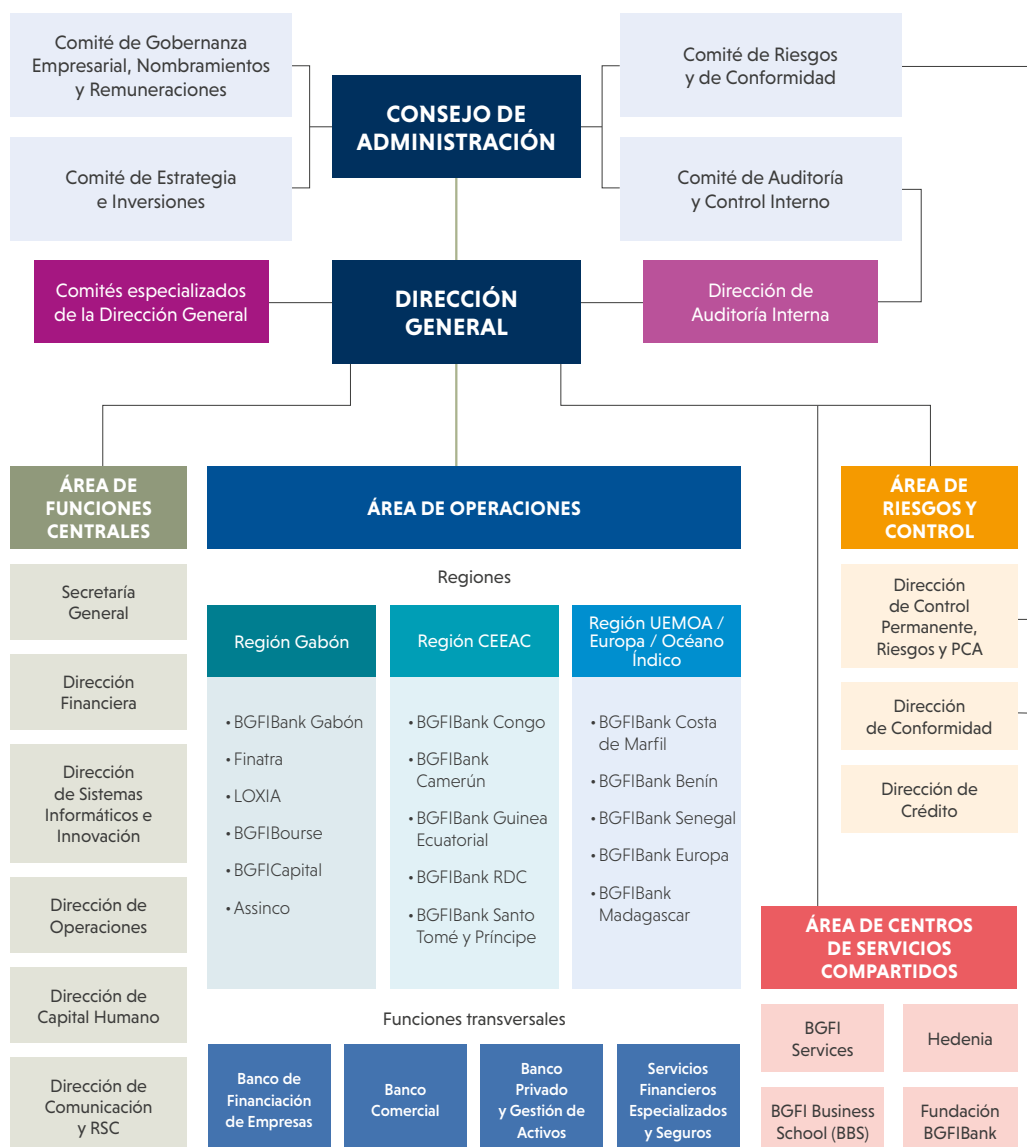 Comité de Gobernanza
Empresarial, Nombramientos
y Remuneraciones
Comité de Riesgos
y de Conformidad
CONSEJO DE
ADMINISTRACIÓN
Comité de Estrategia
e Inversiones
Comité de Auditoría
y Control Interno
Comités especializados
de la Dirección General
DIRECCIÓN
GENERAL
Dirección de
Auditoría Interna
ÁREA DE
FUNCIONES
CENTRALES
Secretaría
General
Dirección
Financiera
Dirección
de Sistemas
Informáticos e
Innovación
Dirección de
Operaciones
Dirección de
Capital Humano
Dirección de
Comunicación
y RSC
ÁREA DE OPERACIONES
Regiones
Región Gabón
• BGFIBank Gabón
• Finatra
• LOXIA
• BGFIBourse
• BGFICapital
• Assinco
Región CEEAC
• BGFIBank Congo
• BGFIBank
Camerún
• BGFIBank Guinea
Ecuatorial
• BGFIBank RDC
• BGFIBank Santo
Tomé y Príncipe
Región UEMOA /
Europa / Océano
Índico
• BGFIBank Costa
de Marfil
• BGFIBank Benín
• BGFIBank Senegal
• BGFIBank Europa
• BGFIBank
Madagascar
Funciones transversales
Banco de
Financiación
de Empresas
Banco
Comercial
Banco
Privado
y Gestión de
Activos
Servicios
Financieros
Especializados
y Seguros
ÁREA DE
RIESGOS Y
CONTROL
Dirección
de Control
Permanente,
Riesgos y PCA
Dirección
de Conformidad
Dirección de
Crédito
ÁREA DE CENTROS
DE SERVICIOS
COMPARTIDOS
BGFI
Services
Hedenia
BGFI Business
School (BBS)
Fundación
BGFIBank